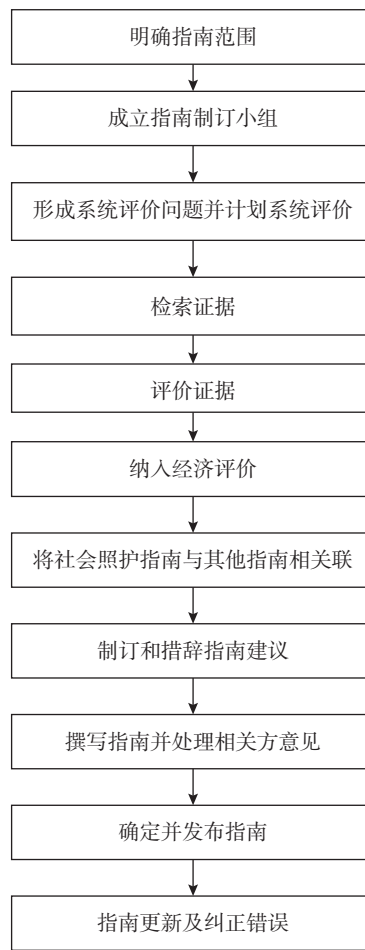 明确指南范围
成立指南制订小组
形成系统评价问题并计划系统评价
检索证据
评价证据
纳入经济评价
将社会照护指南与其他指南相关联
制订和措辞指南建议
撰写指南并处理相关方意见
确定并发布指南
指南更新及纠正错误